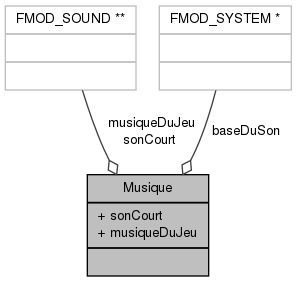 FMOD_SOUND **
FMOD_SYSTEM *
musiqueDuJeu
sonCourt
baseDuSon
Musique
+ sonCourt
+ musiqueDuJeu